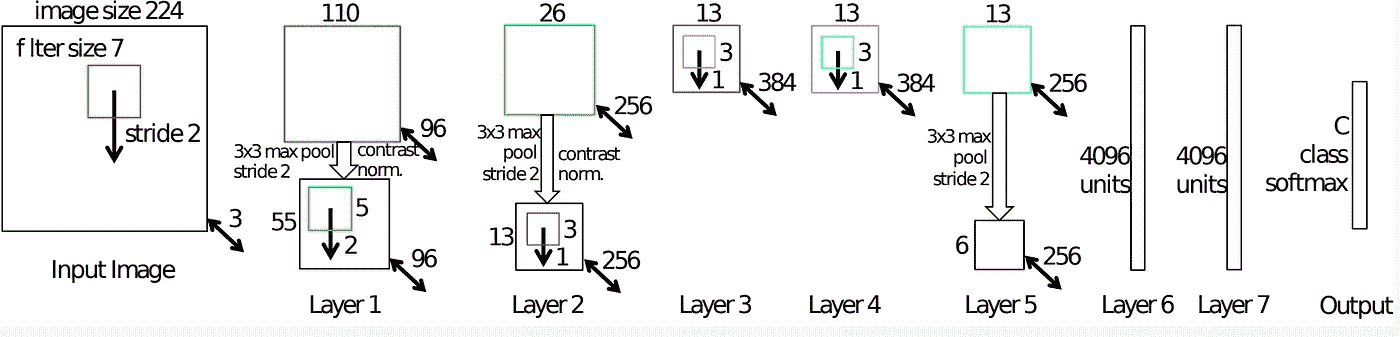 image size 224
f lter size 7
stride 2
3
Input Image
110
96
3x3 max pool
stride 2
contrast
norm.
55
5
2
96
Layer 1
26
256
3x3 max
pool
stride 2
contrast
norm.
13
3
1
256
Layer 2
13
3
1
384
Layer 3
13
3
1
384
Layer 4
13
256
3x3 max
pool
stride 2
6
256
Layer 5
4096
units
Layer 6
4096
units
Layer 7
C
class
softmax
Output